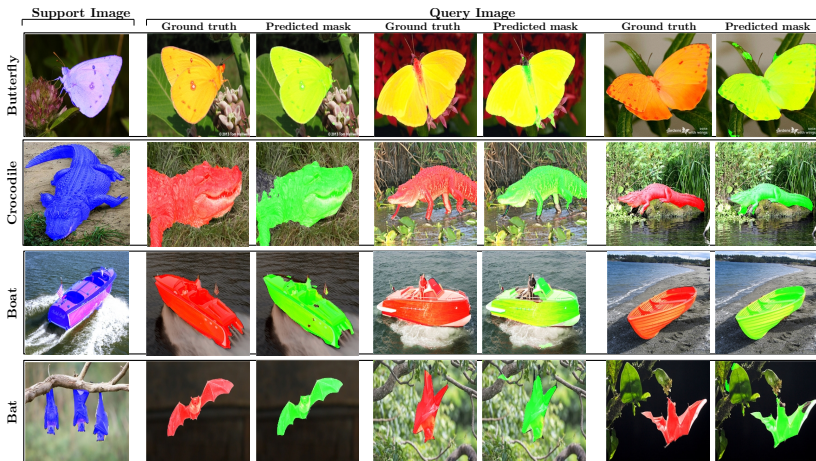 Support Image
Query Image
Ground truth
Predicted mask
Ground truth
Predicted mask
Ground truth
Predicted mask
Butterfly
Crocodile
Boat
Bat